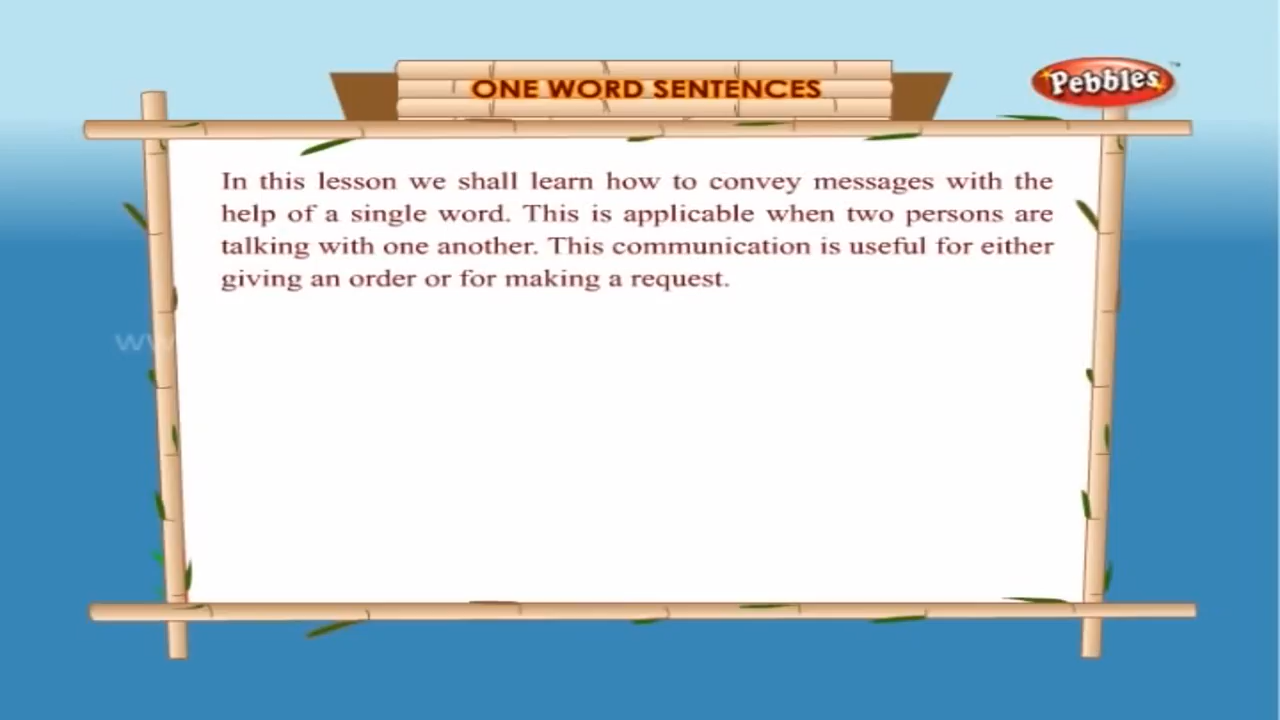 ONE WORD SENTENCES
Pebbles™
In this lesson we shall learn how to convey messages with the
help of a single word. This is applicable when two persons are
talking with one another. This communication is useful for either
giving an order or for making a request.